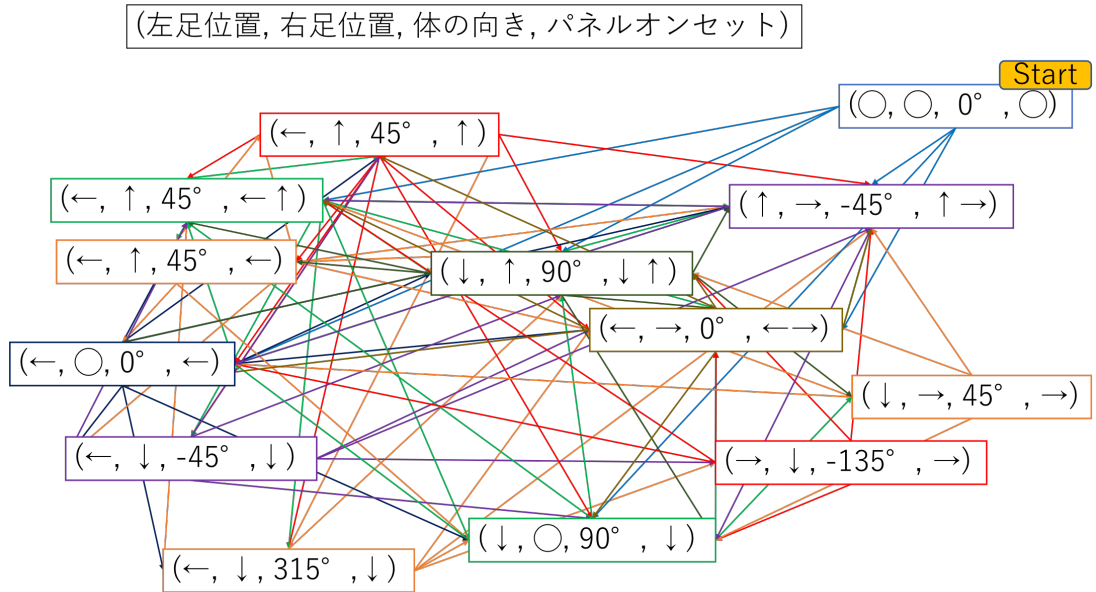 (左足位置, 右足位置, 体の向き, パネルオンセット)
Start
(◯, ◯, 0° , ◯)
(←, ↑, 45° , ↑)
(←, ↑, 45° , ←↑)
(↑, →, -45° , ↑→)
(←, ↑, 45° , ←)
(↓, ↑, 90° , ↓↑)
(←, →, 0° , ←→)
(←, ◯, 0° , ←)
(↓, →, 45° , →)
(←, ↓, -45° , ↓)
(→, ↓, -135° , →)
(↓, ◯, 90° , ↓)
(←, ↓, 315° , ↓)